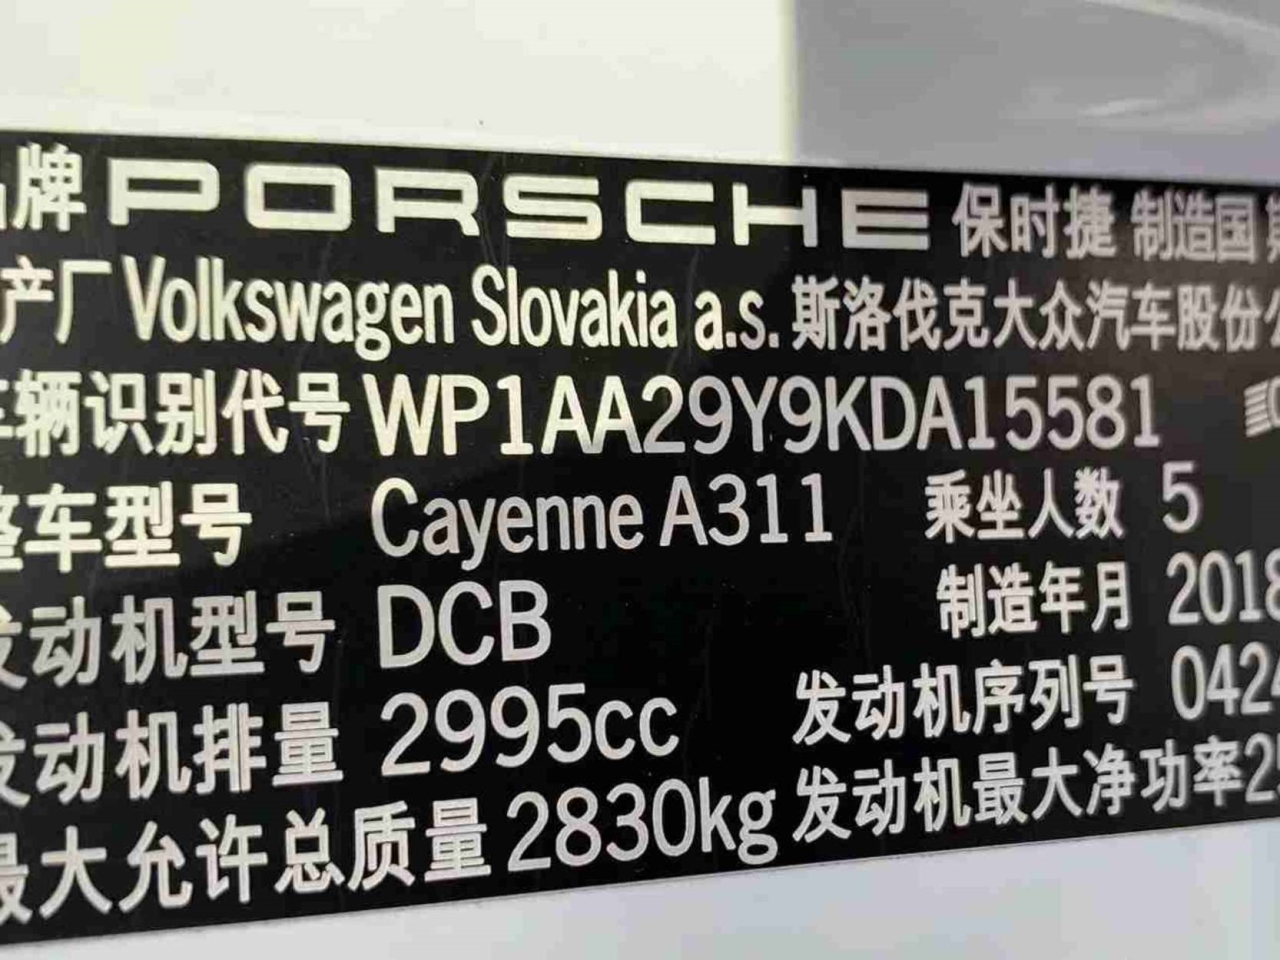 牌 PORSCHE 保时捷 制造国
产厂 Volkswagen Slovakia a.s. 斯洛伐克大众汽车股份
车辆识别代号 WP1AA29Y9KDA15581
整车型号 Cayenne A311 乘坐人数 5
发动机型号 DCB 制造年月 2018
发动机排量 2995cc 发动机序列号 042
最大允许总质量 2830kg 发动机最大净功率 2